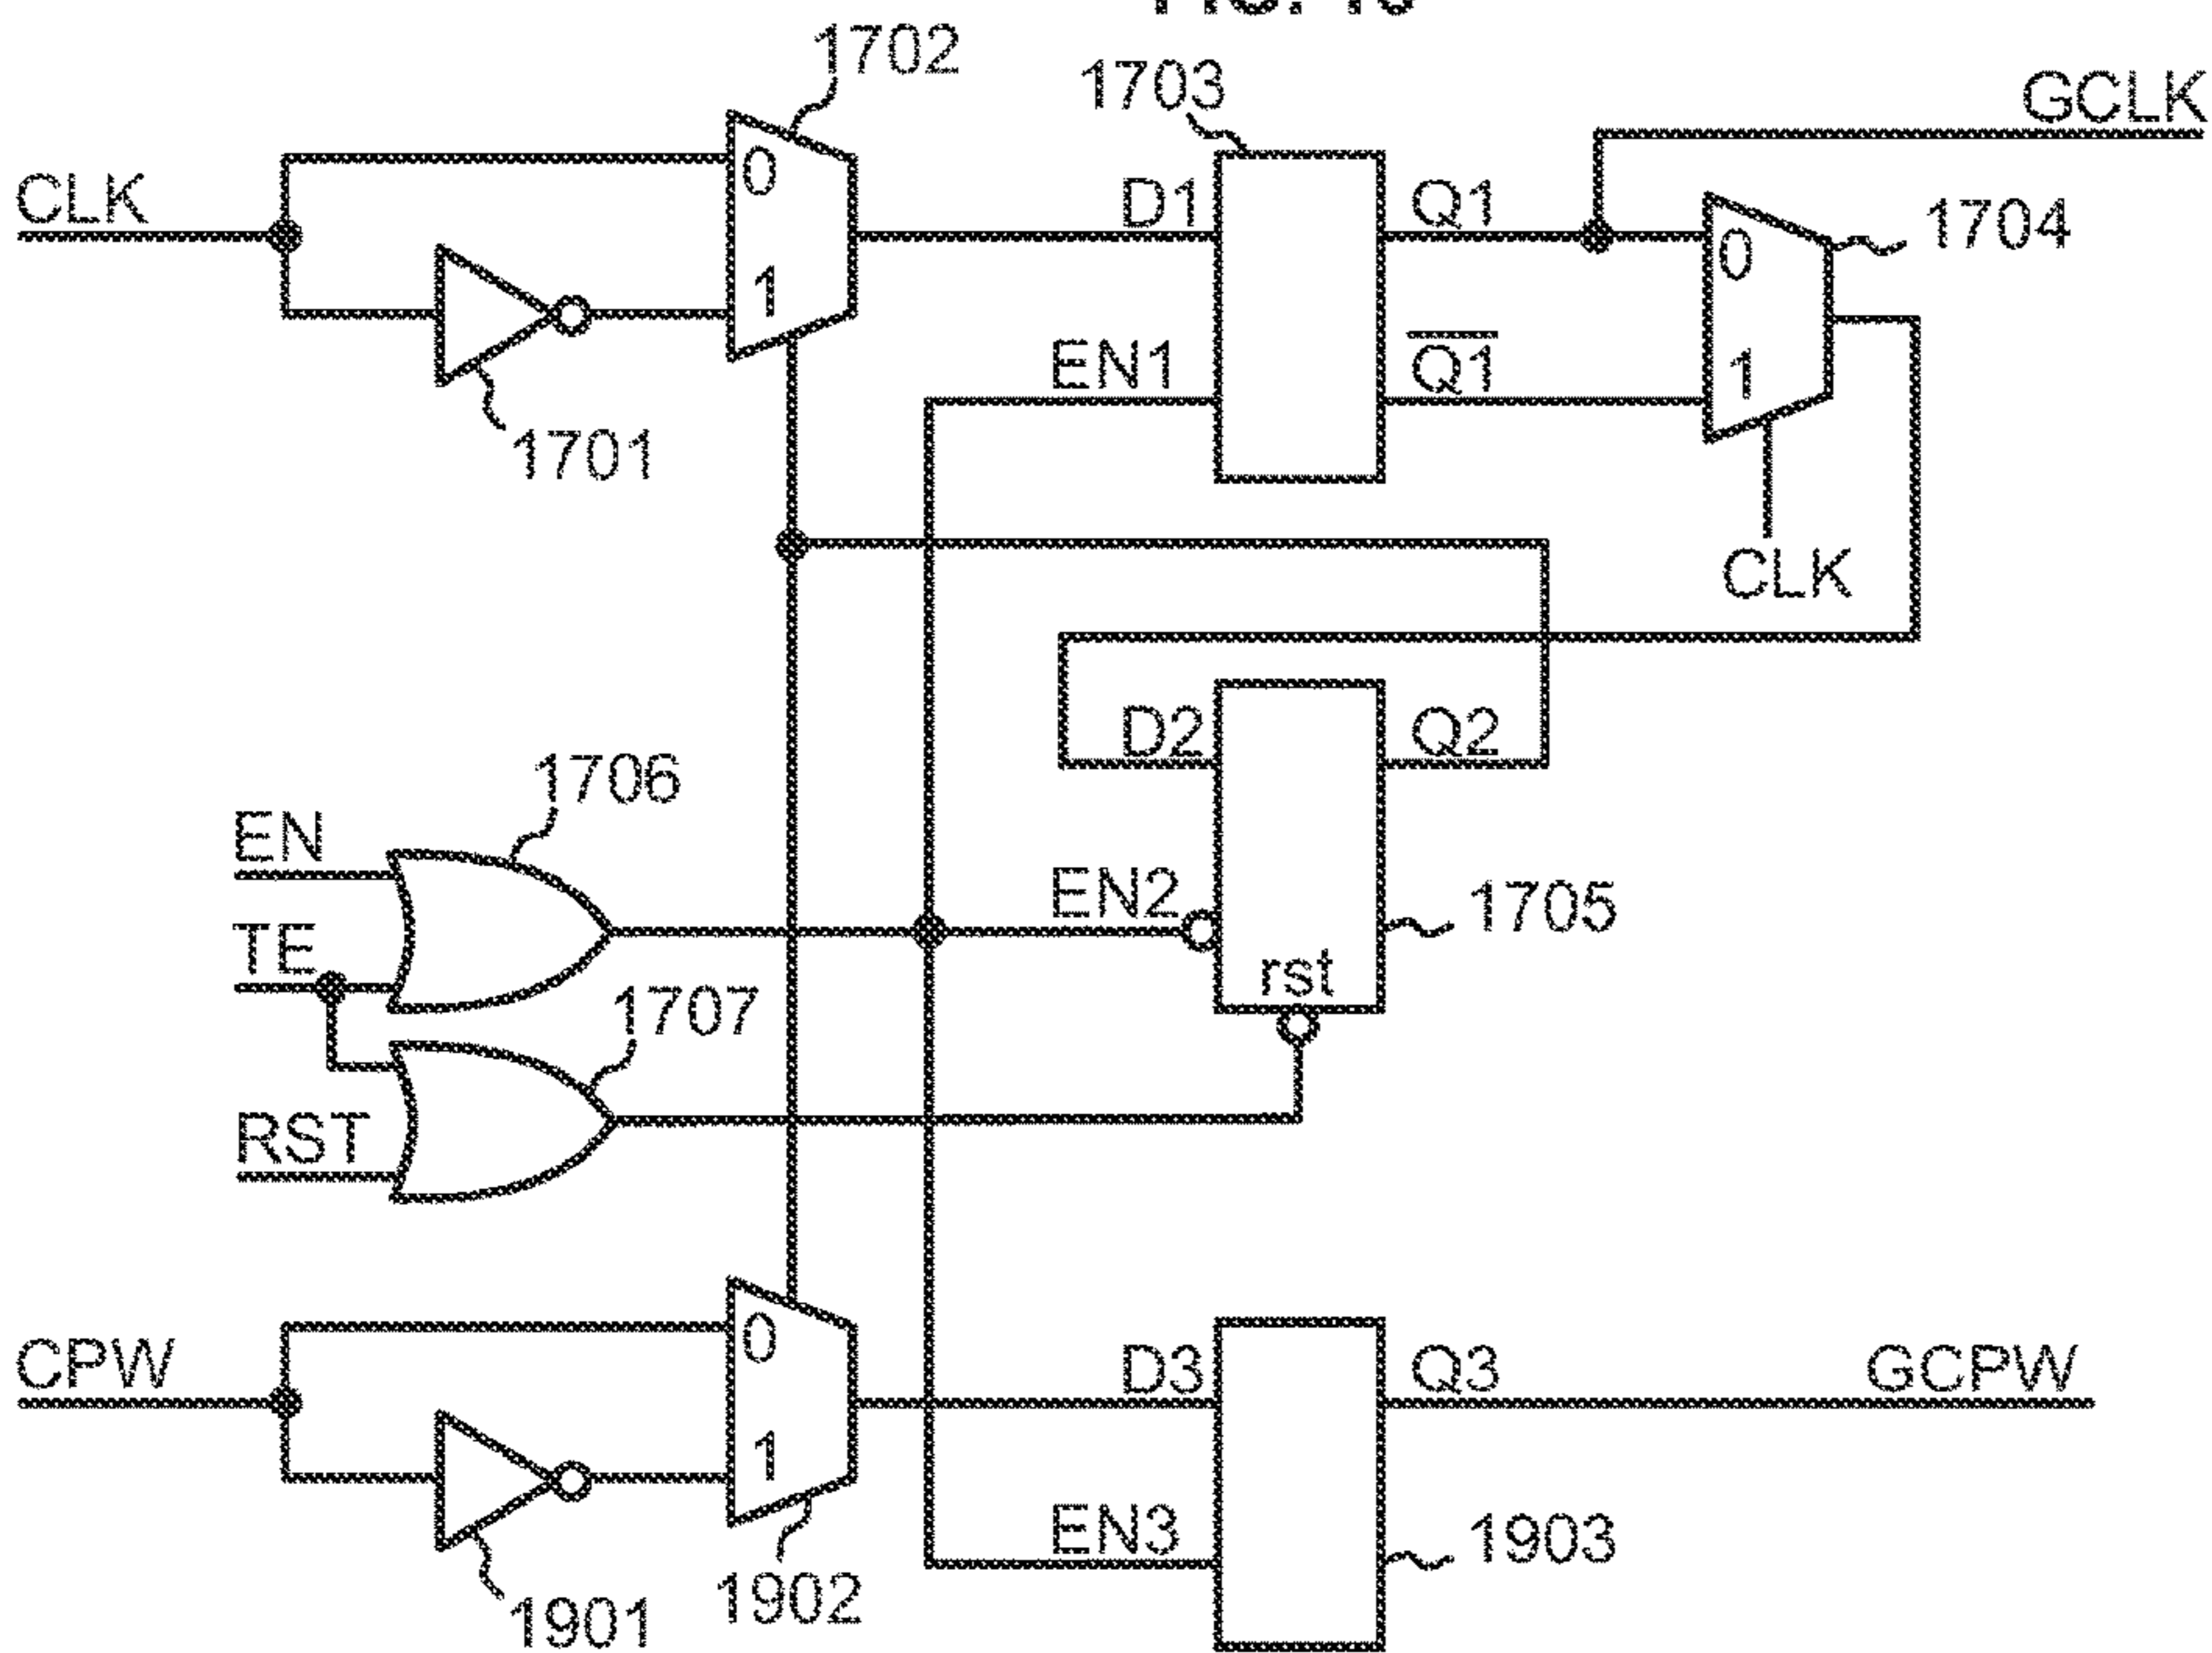 1702
1703
GCLK
CLK
0
D1
Q1
0
1704
1
EN1
Q1
1
1701
CLK
D2
Q2
1706
EN
EN2
1705
TE
rst
1707
RST
0
CPW
D3
Q3
GCPW
1
EN3
1903
1902
1901